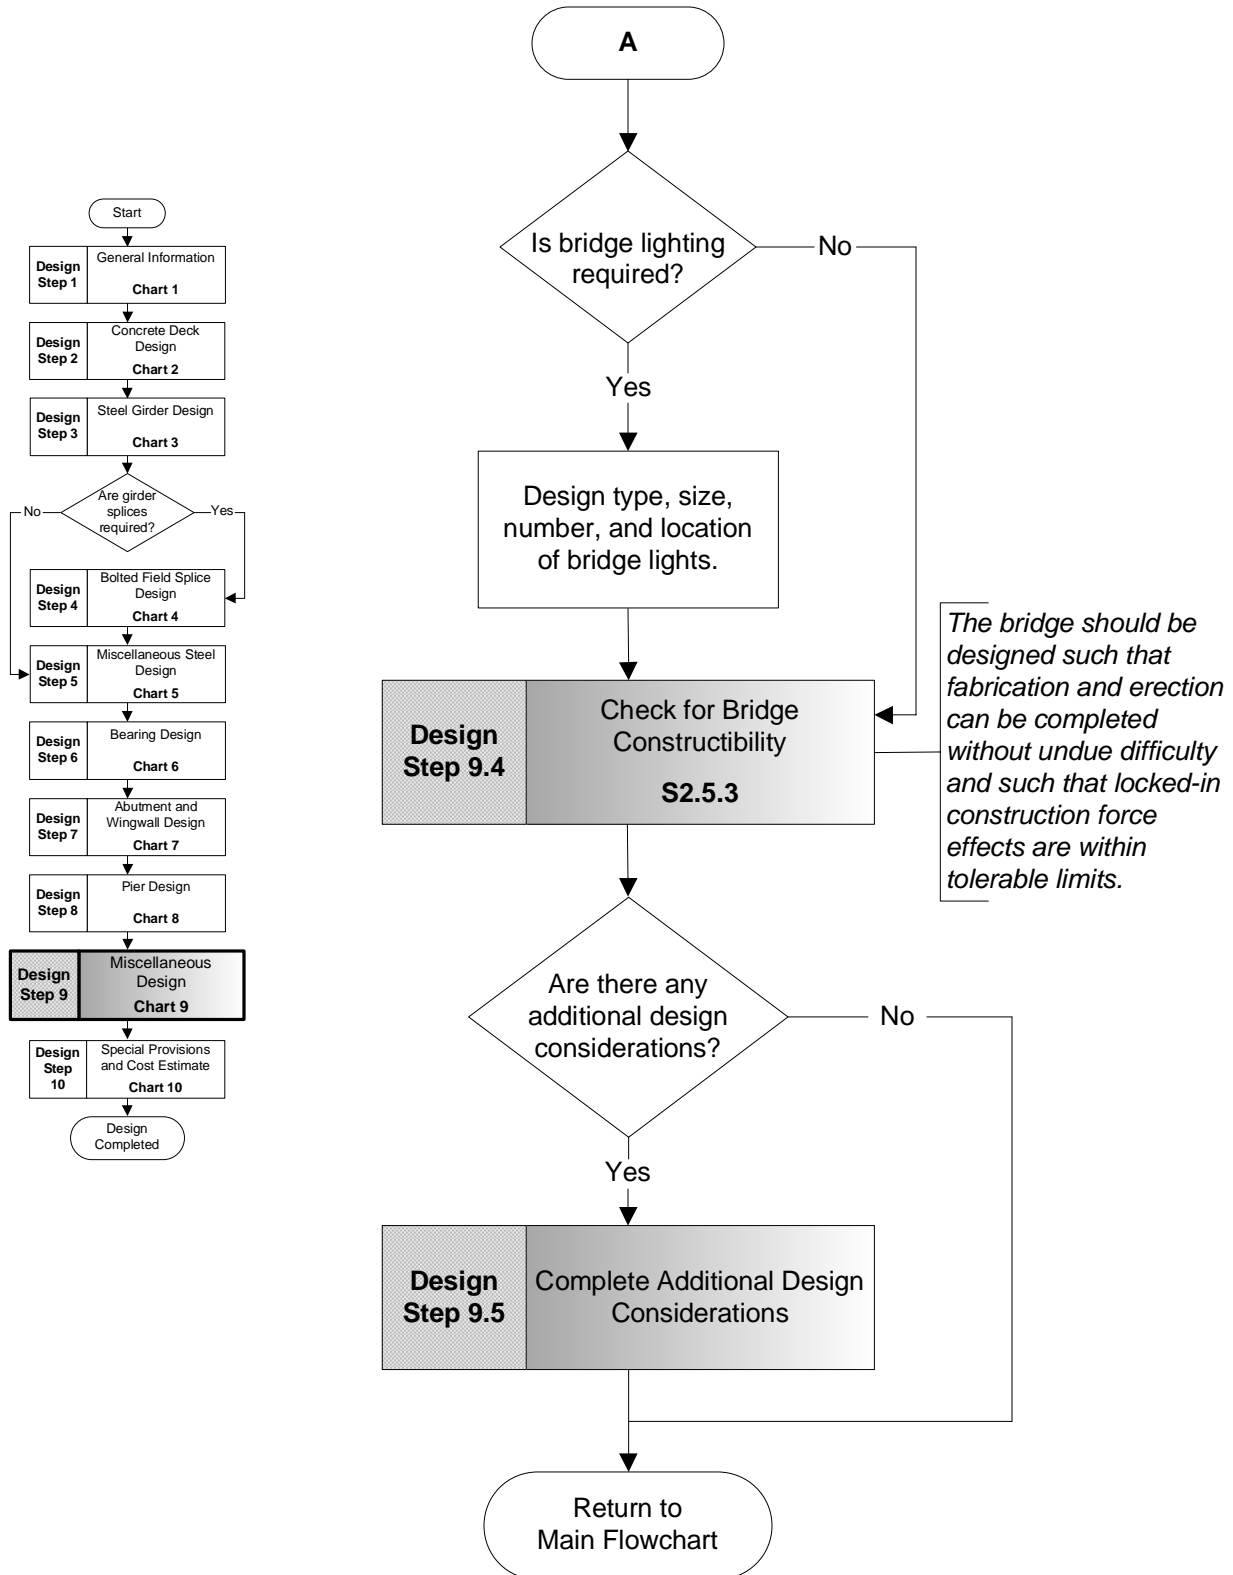 Start
Design
Step 1
General Information
Chart 1
Design
Step 2
Concrete Deck
Design
Chart 2
Design
Step 3
Steel Girder Design
Chart 3
Are girder
splices
required?
No
Yes
Design
Step 4
Bolted Field Splice
Design
Chart 4
Design
Step 5
Miscellaneous Steel
Design
Chart 5
Design
Step 6
Bearing Design
Chart 6
Design
Step 7
Abutment and
Wingwall Design
Chart 7
Design
Step 8
Pier Design
Chart 8
Design
Step 9
Miscellaneous
Design
Chart 9
Design
Step
10
Special Provisions
and Cost Estimate
Chart 10
Design
Completed
A
Is bridge lighting
required?
No
Yes
Design type, size,
number, and location
of bridge lights.
Design
Step 9.4
Check for Bridge
Constructibility
S2.5.3
The bridge should be
designed such that
fabrication and erection
can be completed
without undue difficulty
and such that locked-in
construction force
effects are within
tolerable limits.
Are there any
additional design
considerations?
No
Yes
Design
Step 9.5
Complete Additional Design
Considerations
Return to
Main Flowchart